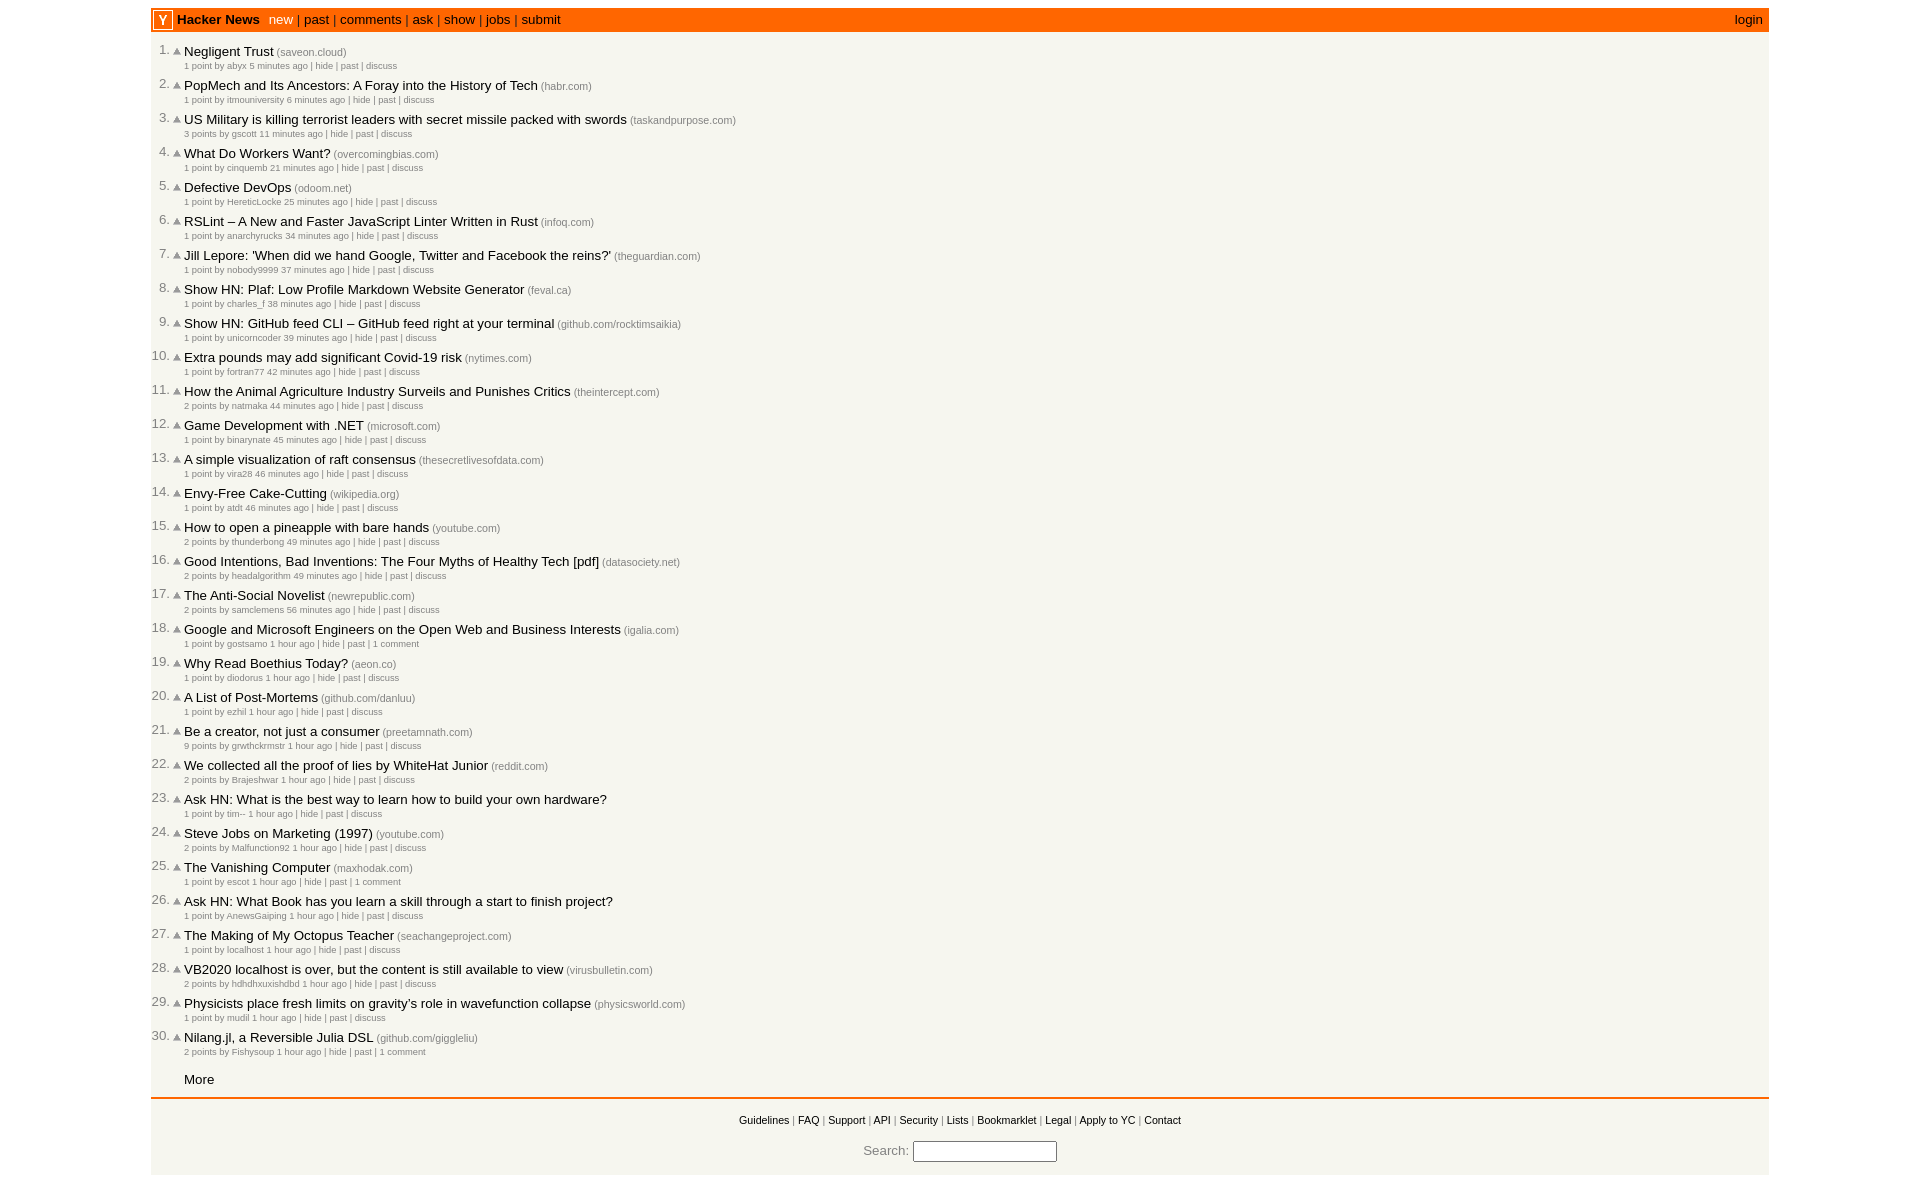 Y Hacker News new | past | comments | ask | show | jobs | submit login
1. Negligent Trust (saveon.cloud)
1 point by abyx 5 minutes ago | hide | past | discuss
2. PopMech and Its Ancestors: A Foray into the History of Tech (habr.com)
1 point by itmouniversity 6 minutes ago | hide | past | discuss
3. US Military is killing terrorist leaders with secret missile packed with swords (taskandpurpose.com)
3 points by gscott 11 minutes ago | hide | past | discuss
4. What Do Workers Want? (overcomingbias.com)
1 point by cinquemb 21 minutes ago | hide | past | discuss
5. Defective DevOps (odoom.net)
1 point by HereticLocke 25 minutes ago | hide | past | discuss
6. RSLint – A New and Faster JavaScript Linter Written in Rust (infoq.com)
1 point by anarchyrucks 34 minutes ago | hide | past | discuss
7. Jill Lepore: 'When did we hand Google, Twitter and Facebook the reins?' (theguardian.com)
1 point by nobody9999 37 minutes ago | hide | past | discuss
8. Show HN: Plaf: Low Profile Markdown Website Generator (feval.ca)
1 point by charles_f 38 minutes ago | hide | past | discuss
9. Show HN: GitHub feed CLI – GitHub feed right at your terminal (github.com/rocktimsaikia)
1 point by unicorncoder 39 minutes ago | hide | past | discuss
10. Extra pounds may add significant Covid-19 risk (nytimes.com)
1 point by fortran77 42 minutes ago | hide | past | discuss
11. How the Animal Agriculture Industry Surveils and Punishes Critics (theintercept.com)
2 points by natmaka 44 minutes ago | hide | past | discuss
12. Game Development with .NET (microsoft.com)
1 point by binarynate 45 minutes ago | hide | past | discuss
13. A simple visualization of raft consensus (thesecretlivesofdata.com)
1 point by vira28 46 minutes ago | hide | past | discuss
14. Envy-Free Cake-Cutting (wikipedia.org)
1 point by atdt 46 minutes ago | hide | past | discuss
15. How to open a pineapple with bare hands (youtube.com)
2 points by thunderbong 49 minutes ago | hide | past | discuss
16. Good Intentions, Bad Inventions: The Four Myths of Healthy Tech [pdf] (datasociety.net)
2 points by headalgorithm 49 minutes ago | hide | past | discuss
17. The Anti-Social Novelist (newrepublic.com)
2 points by samclemens 56 minutes ago | hide | past | discuss
18. Google and Microsoft Engineers on the Open Web and Business Interests (igalia.com)
1 point by gostsamo 1 hour ago | hide | past | 1 comment
19. Why Read Boethius Today? (aeon.co)
1 point by diodorus 1 hour ago | hide | past | discuss
20. A List of Post-Mortems (github.com/danluu)
1 point by ezhil 1 hour ago | hide | past | discuss
21. Be a creator, not just a consumer (preetamnath.com)
9 points by grwthckrmstr 1 hour ago | hide | past | discuss
22. We collected all the proof of lies by WhiteHat Junior (reddit.com)
2 points by Brajeshwar 1 hour ago | hide | past | discuss
23. Ask HN: What is the best way to learn how to build your own hardware?
1 point by tim-- 1 hour ago | hide | past | discuss
24. Steve Jobs on Marketing (1997) (youtube.com)
2 points by Malfunction92 1 hour ago | hide | past | discuss
25. The Vanishing Computer (maxhodak.com)
1 point by escot 1 hour ago | hide | past | 1 comment
26. Ask HN: What Book has you learn a skill through a start to finish project?
1 point by AnewsGaiping 1 hour ago | hide | past | discuss
27. The Making of My Octopus Teacher (seachangeproject.com)
1 point by localhost 1 hour ago | hide | past | discuss
28. VB2020 localhost is over, but the content is still available to view (virusbulletin.com)
2 points by hdhdhxuxishdbd 1 hour ago | hide | past | discuss
29. Physicists place fresh limits on gravity’s role in wavefunction collapse (physicsworld.com)
1 point by mudil 1 hour ago | hide | past | discuss
30. Nilang.jl, a Reversible Julia DSL (github.com/giggleliu)
2 points by Fishysoup 1 hour ago | hide | past | 1 comment
More
Guidelines | FAQ | Support | API | Security | Lists | Bookmarklet | Legal | Apply to YC | Contact
Search: